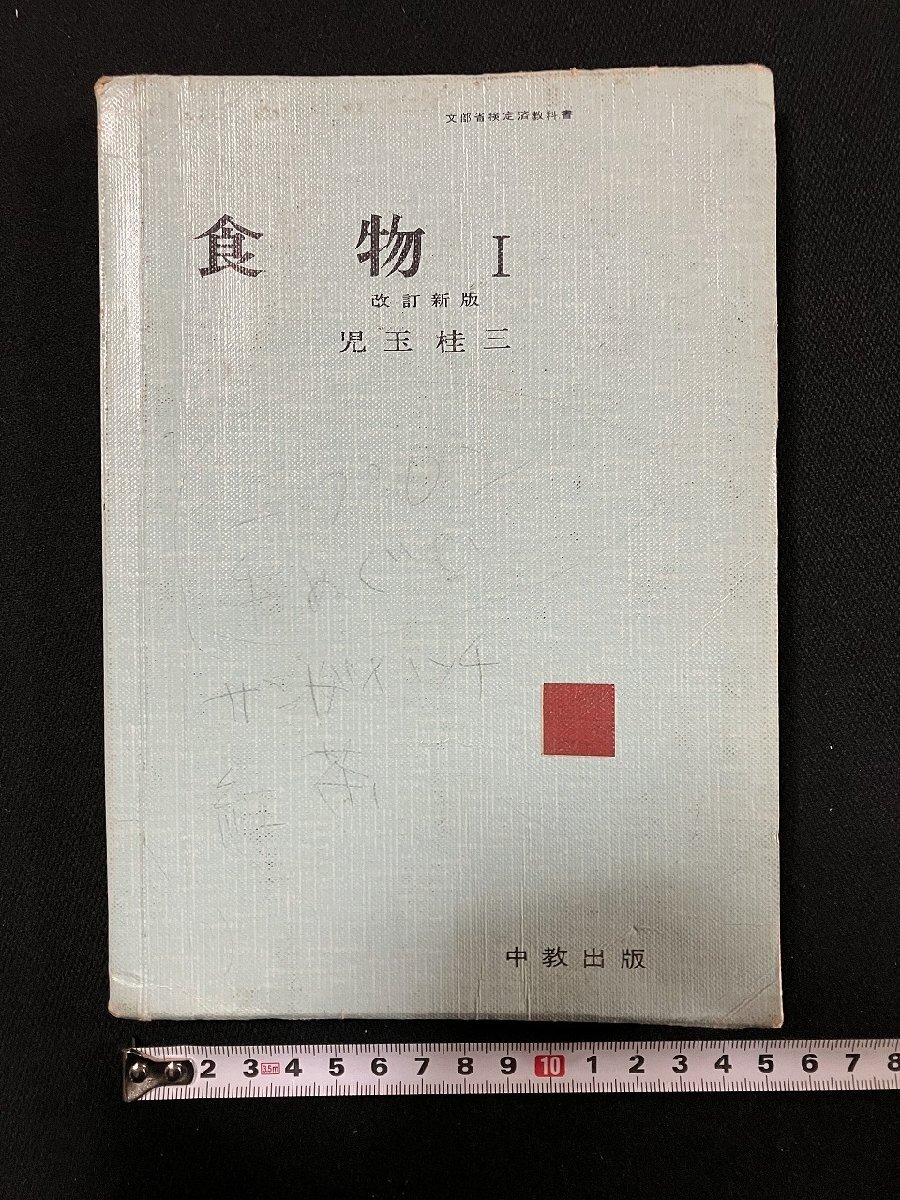 文部省検定済教科書
食物 I
改訂新版
児玉桂三
中教出版
2 3 3.5m 4 5 6 7 8 9 10 1 2 3 4 5 6 7 8